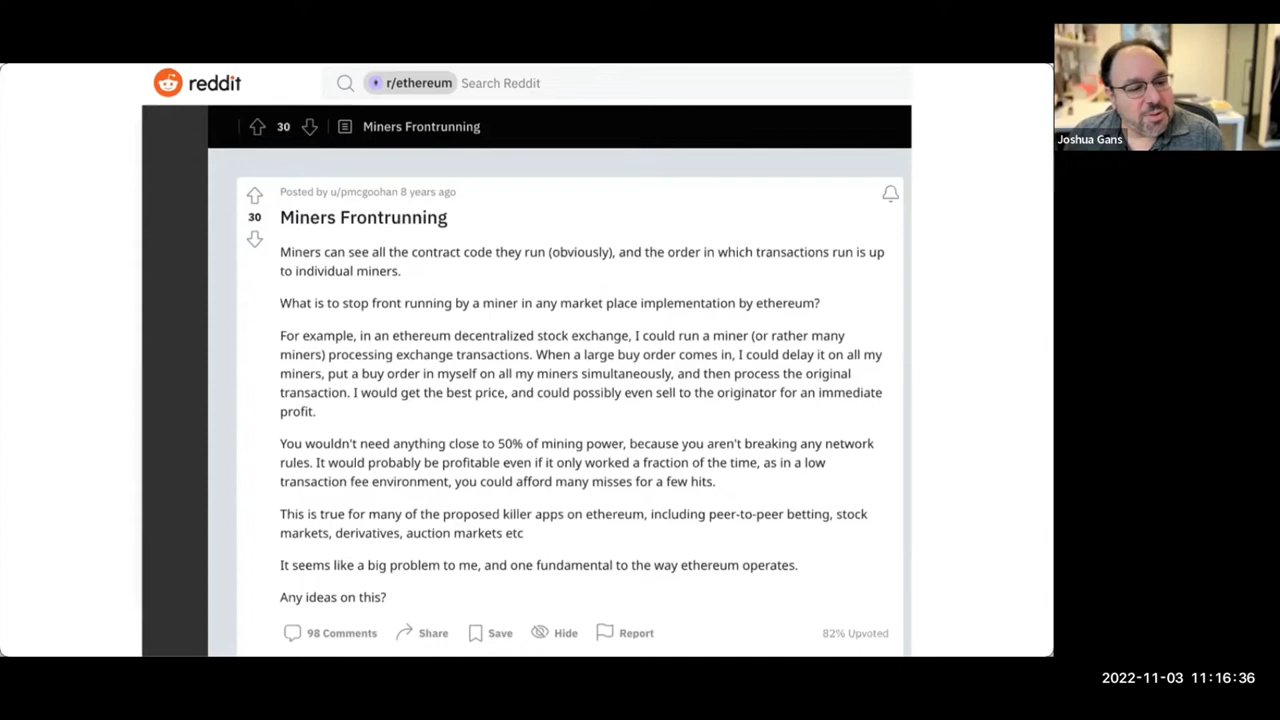 reddit
r/ethereum Search Reddit
30 Miners Frontrunning
Posted by u/pmcgoohan 8 years ago
30
Miners Frontrunning
Miners can see all the contract code they run (obviously), and the order in which transactions run is up
to individual miners.
What is to stop front running by a miner in any market place implementation by ethereum?
For example, in an ethereum decentralized stock exchange, I could run a miner (or rather many
miners) processing exchange transactions. When a large buy order comes in, I could delay it on all my
miners, put a buy order in myself on all my miners simultaneously, and then process the original
transaction. I would get the best price, and could possibly even sell to the originator for an immediate
profit.
You wouldn't need anything close to 50% of mining power, because you aren't breaking any network
rules. It would probably be profitable even if it only worked a fraction of the time, as in a low
transaction fee environment, you could afford many misses for a few hits.
This is true for many of the proposed killer apps on ethereum, including peer-to-peer betting, stock
markets, derivatives, auction markets etc
It seems like a big problem to me, and one fundamental to the way ethereum operates.
Any ideas on this?
98 Comments Share Save Hide Report 82% Upvoted
Joshua Gans
2022-11-03 11:16:36